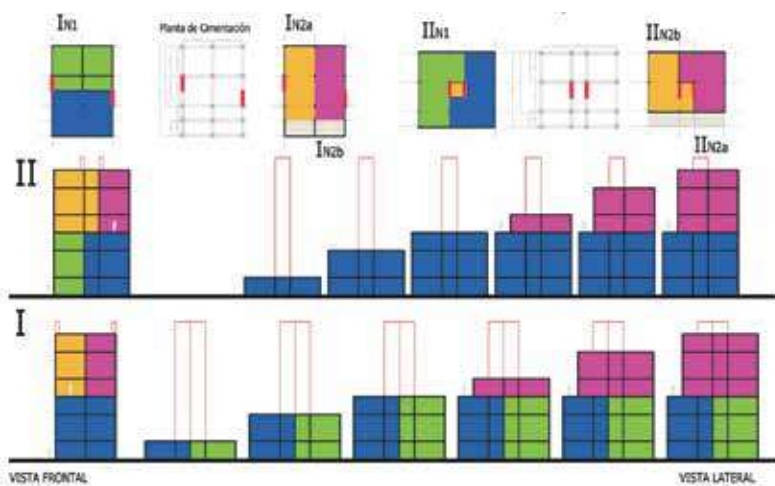 IN1
Planta de Cimentación
IN2a
IIN1
IIN2b
IN2b
IIN2a
II
I
VISTA FRONTAL
VISTA LATERAL